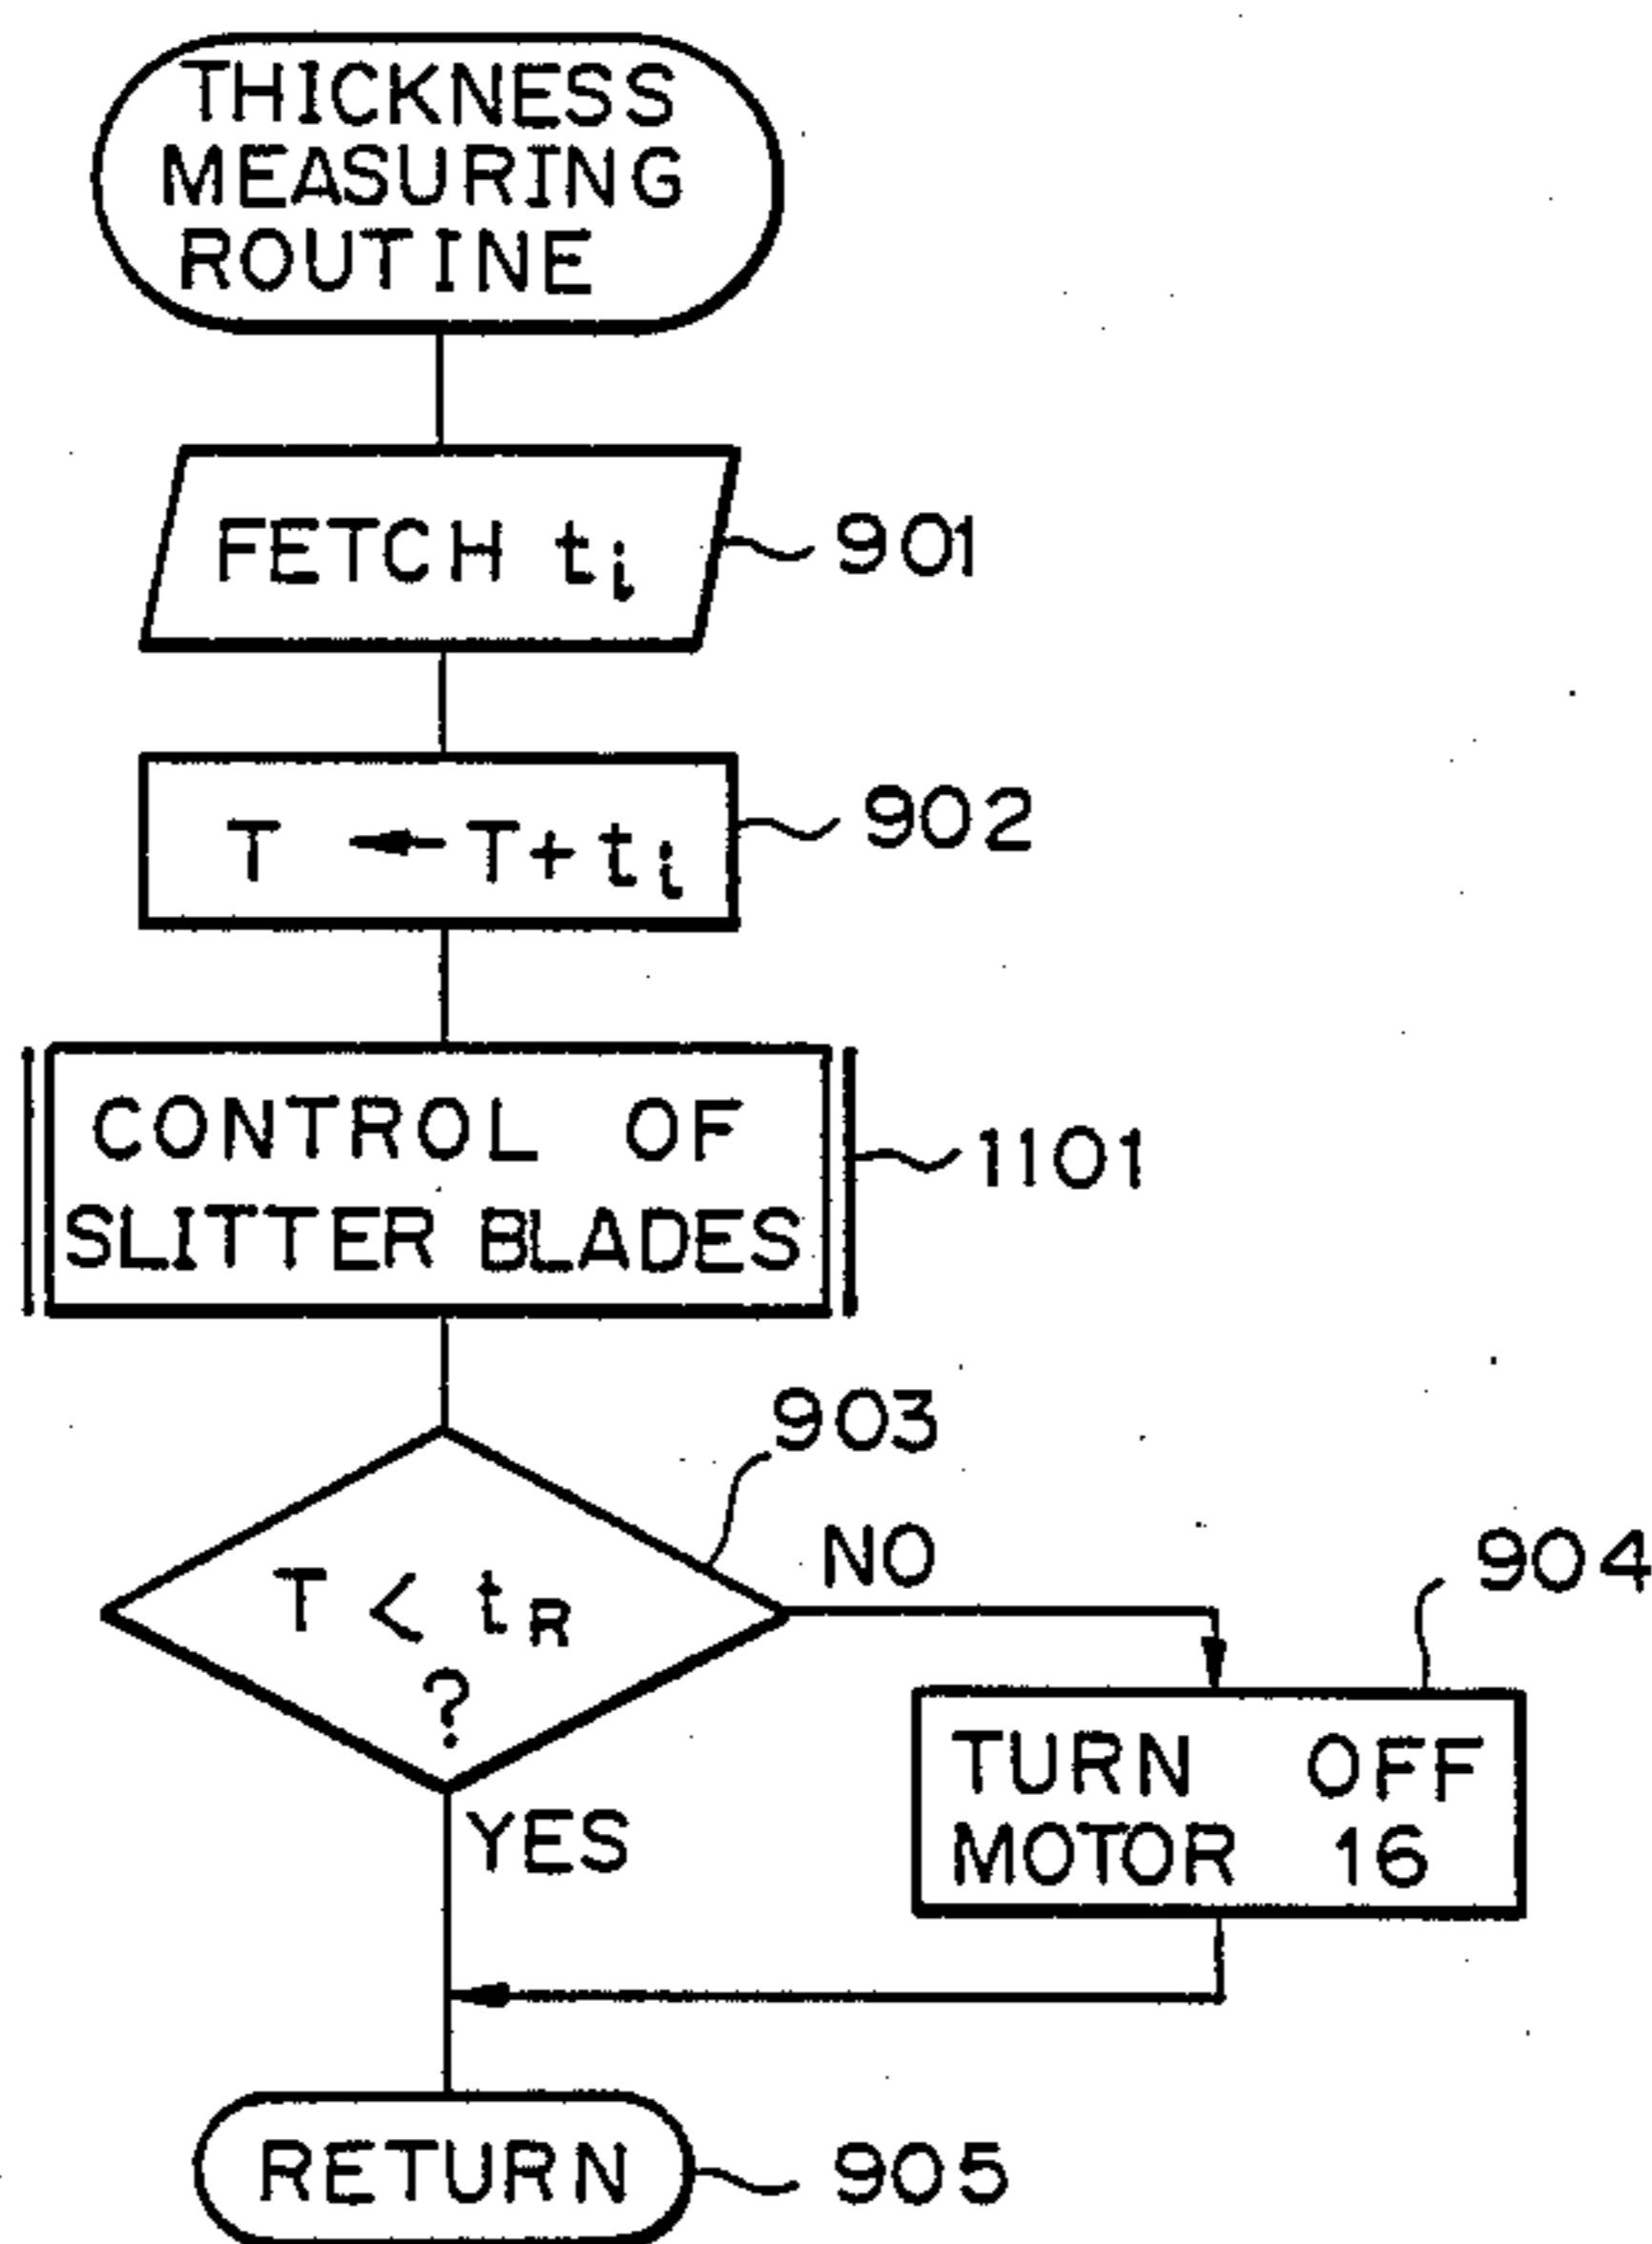 THICKNESS
MEASURING
ROUTINE
FETCH tᵢ
901
T ← T+tᵢ
902
CONTROL OF
SLITTER BLADES
1101
903
T < t_R
?
NO
904
TURN OFF
MOTOR 16
YES
RETURN
905